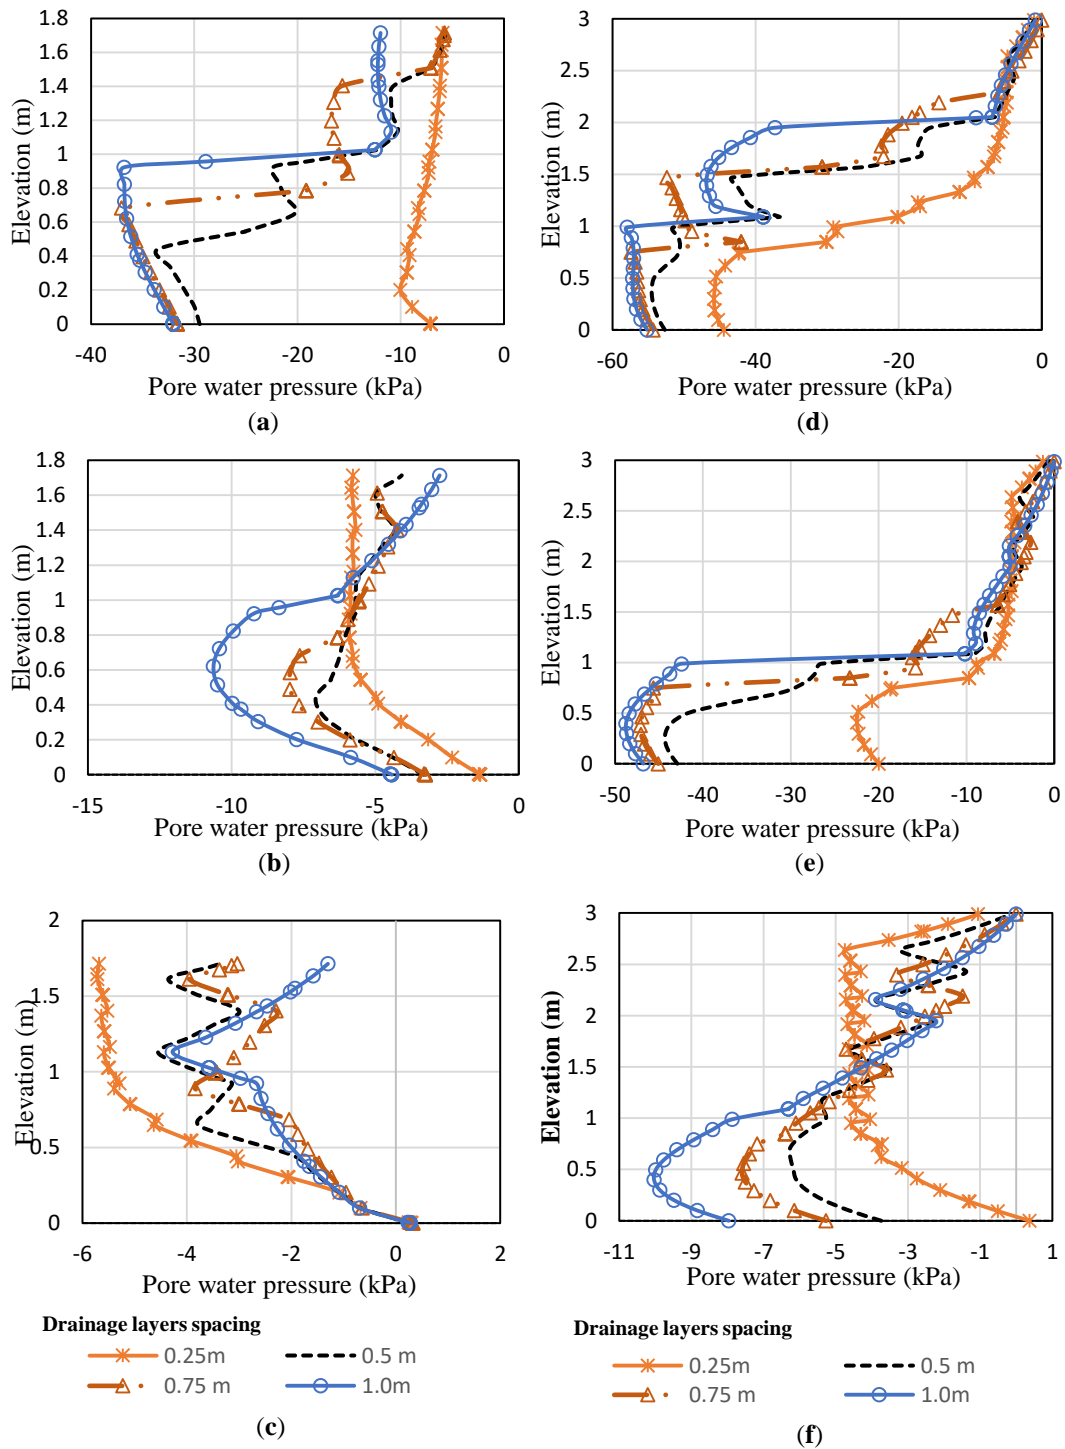 1.8
1.6
1.4
1.2
1
0.8
0.6
0.4
0.2
0
Elevation (m)
-40 -30 -20 -10 0
Pore water pressure (kPa)
(a)
3
2.5
2
1.5
1
0.5
0
Elevation (m)
-60 -40 -20 0
Pore water pressure (kPa)
(d)
1.8
1.6
1.4
1.2
1
0.8
0.6
0.4
0.2
0
Elevation (m)
-15 -10 -5 0
Pore water pressure (kPa)
(b)
3
2.5
2
1.5
1
0.5
0
Elevation (m)
-50 -40 -30 -20 -10 0
Pore water pressure (kPa)
(e)
2
1.5
1
0.5
0
Elevation (m)
-6 -4 -2 0 2
Pore water pressure (kPa)
Drainage layers spacing
0.25m 0.5 m
0.75 m 1.0m
(c)
3
2.5
2
1.5
1
0.5
0
Elevation (m)
-11 -9 -7 -5 -3 -1 1
Pore water pressure (kPa)
Drainage layers spacing
0.25m 0.5 m
0.75 m 1.0m
(f)